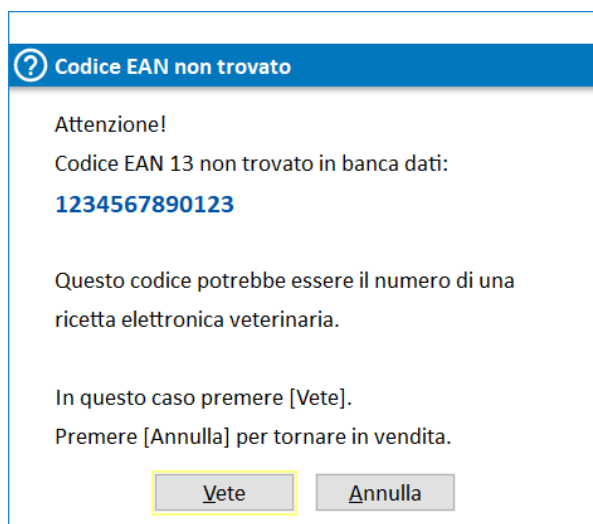 Codice EAN non trovato
Attenzione!
Codice EAN 13 non trovato in banca dati:
1234567890123
Questo codice potrebbe essere il numero di una
ricetta elettronica veterinaria.
In questo caso premere [Vete].
Premere [Annulla] per tornare in vendita.
Vete
Annulla